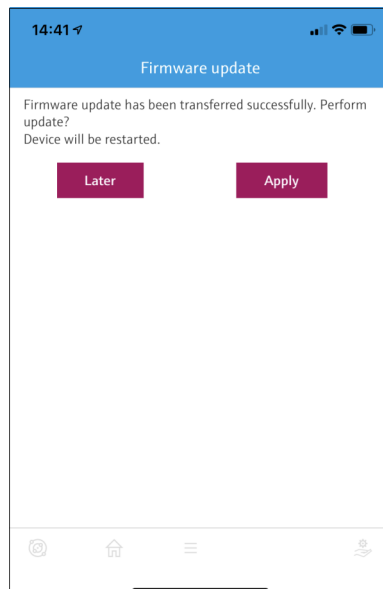 14:41
Firmware update
Firmware update has been transferred successfully. Perform
update?
Device will be restarted.
Later Apply